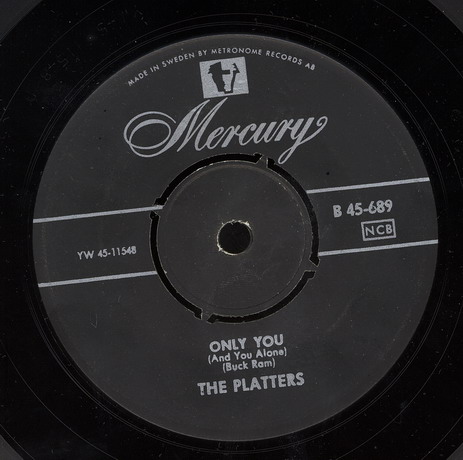 MADE IN SWEDEN BY METRONOME RECORDS AB
Mercury
B 45-689
NCB
YW 45-11548
ONLY YOU
(And You Alone)
(Buck Ram)
THE PLATTERS